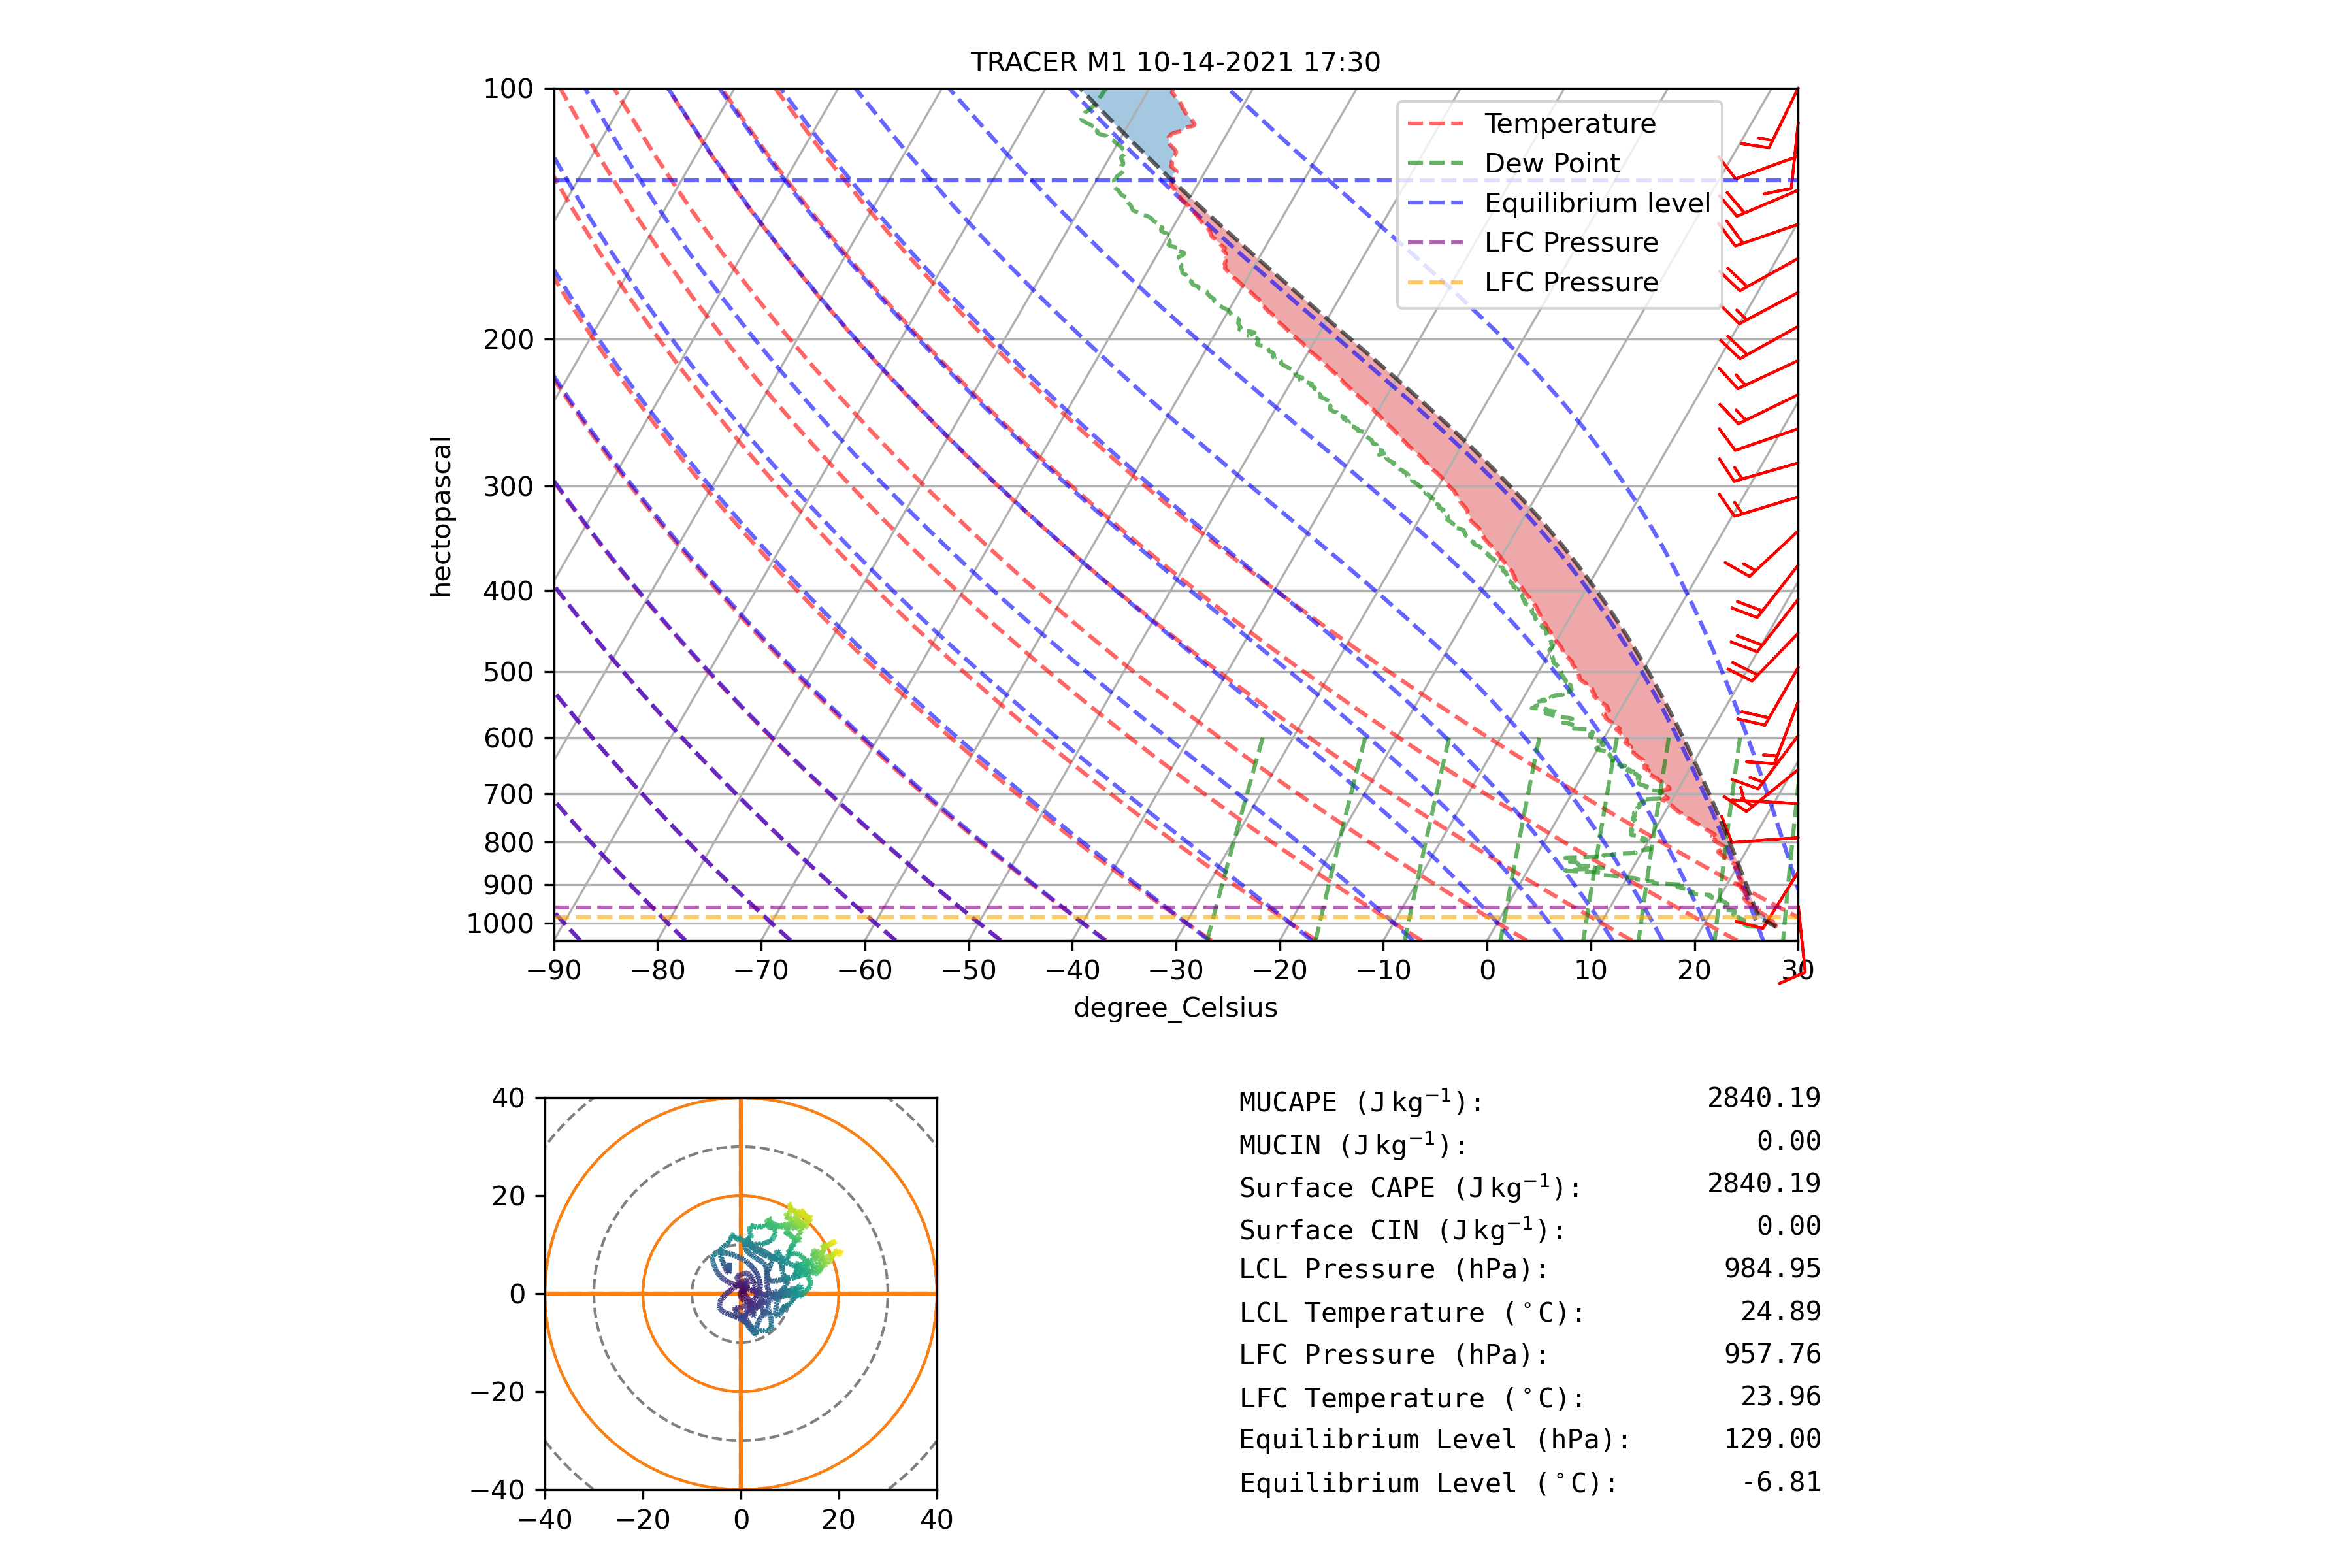 TRACER M1 10-14-2021 17:30
100
200
300
400
500
600
700
800
900
1000
hectopascal
Temperature
Dew Point
Equilibrium level
LFC Pressure
LFC Pressure
−90 −80 −70 −60 −50 −40 −30 −20 −10 0 10 20 30
degree_Celsius
40
20
0
−20
−40
−40 −20 0 20 40
MUCAPE (J kg⁻¹): 2840.19
MUCIN (J kg⁻¹): 0.00
Surface CAPE (J kg⁻¹): 2840.19
Surface CIN (J kg⁻¹): 0.00
LCL Pressure (hPa): 984.95
LCL Temperature (°C): 24.89
LFC Pressure (hPa): 957.76
LFC Temperature (°C): 23.96
Equilibrium Level (hPa): 129.00
Equilibrium Level (°C): -6.81